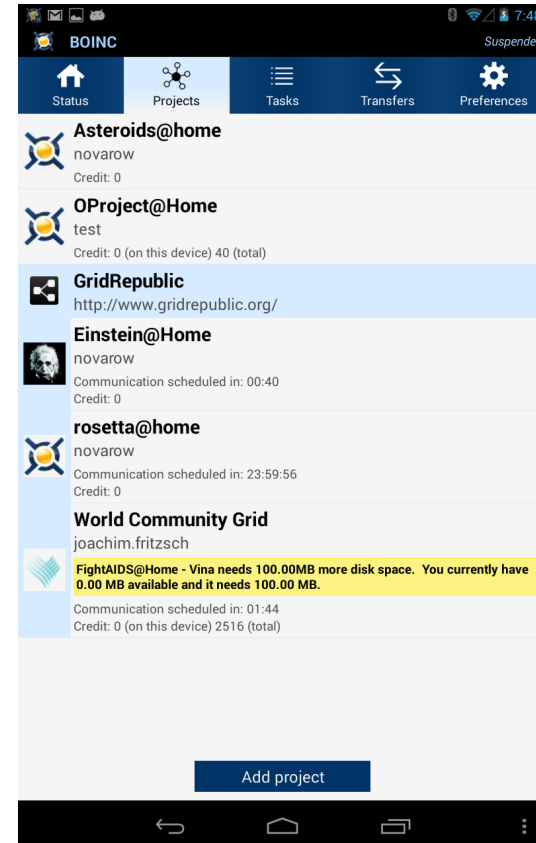 7:48
BOINC
Suspende
Status
Projects
Tasks
Transfers
Preferences
Asteroids@home
novarow
Credit: 0
OProject@Home
test
Credit: 0 (on this device) 40 (total)
GridRepublic
http://www.gridrepublic.org/
Einstein@Home
novarow
Communication scheduled in: 00:40
Credit: 0
rosetta@home
novarow
Communication scheduled in: 23:59:56
Credit: 0
World Community Grid
joachim.fritzsch
FightAIDS@Home - Vina needs 100.00MB more disk space. You currently have
0.00 MB available and it needs 100.00 MB.
Communication scheduled in: 01:44
Credit: 0 (on this device) 2516 (total)
Add project